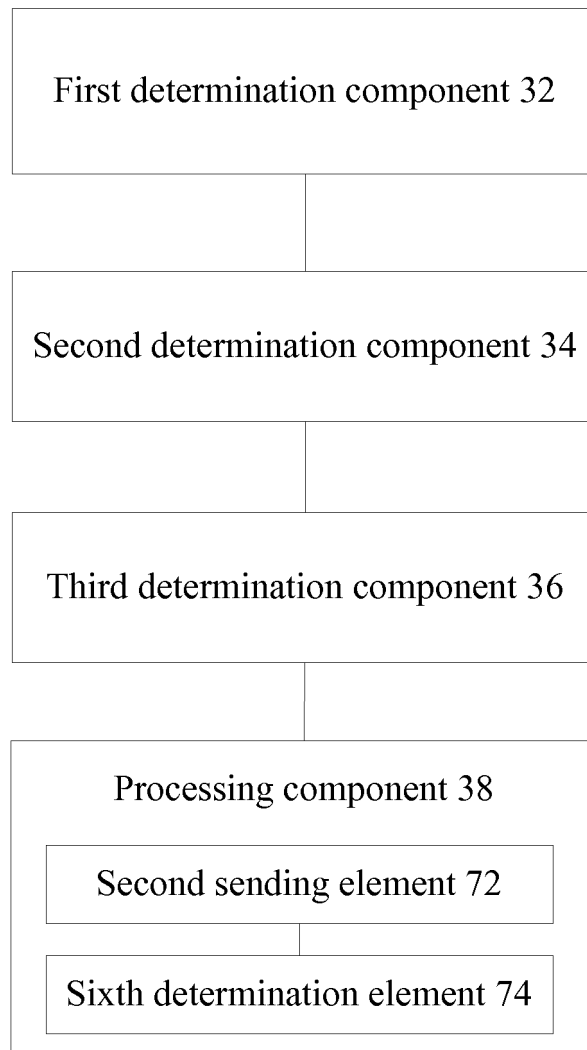 First determination component 32
Second determination component 34
Third determination component 36
Processing component 38
Second sending element 72
Sixth determination element 74